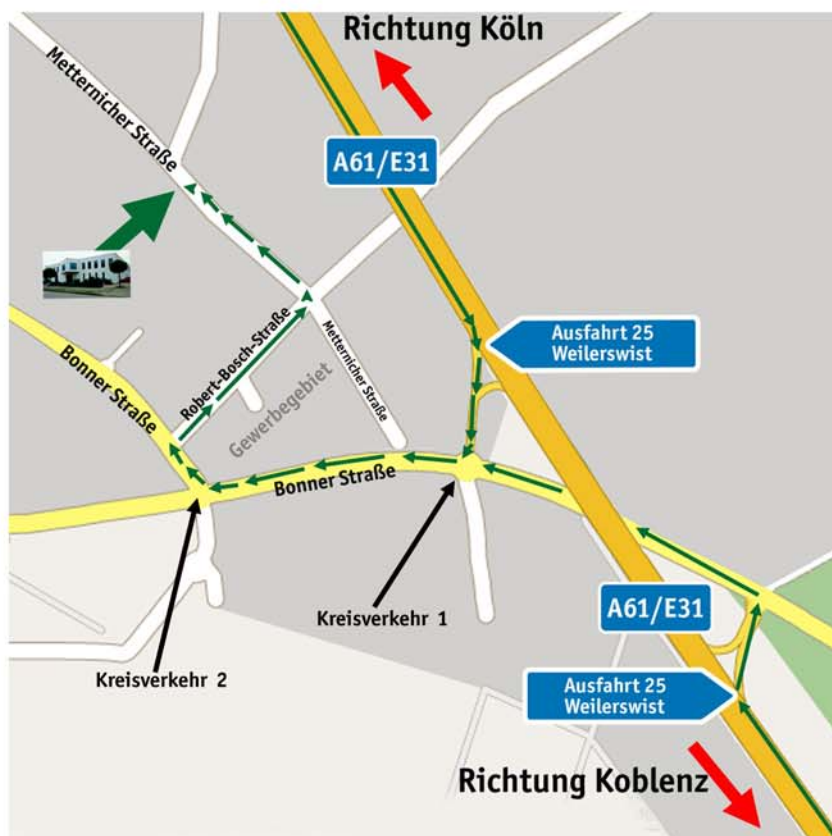 Richtung Köln
Metternicher Straße
A61/E31
Ausfahrt 25
Weilerswist
Robert-Bosch-Straße
Metternicher Straße
Bonner Straße
Gewerbegebiet
Bonner Straße
A61/E31
Kreisverkehr 1
Kreisverkehr 2
Ausfahrt 25
Weilerswist
Richtung Koblenz